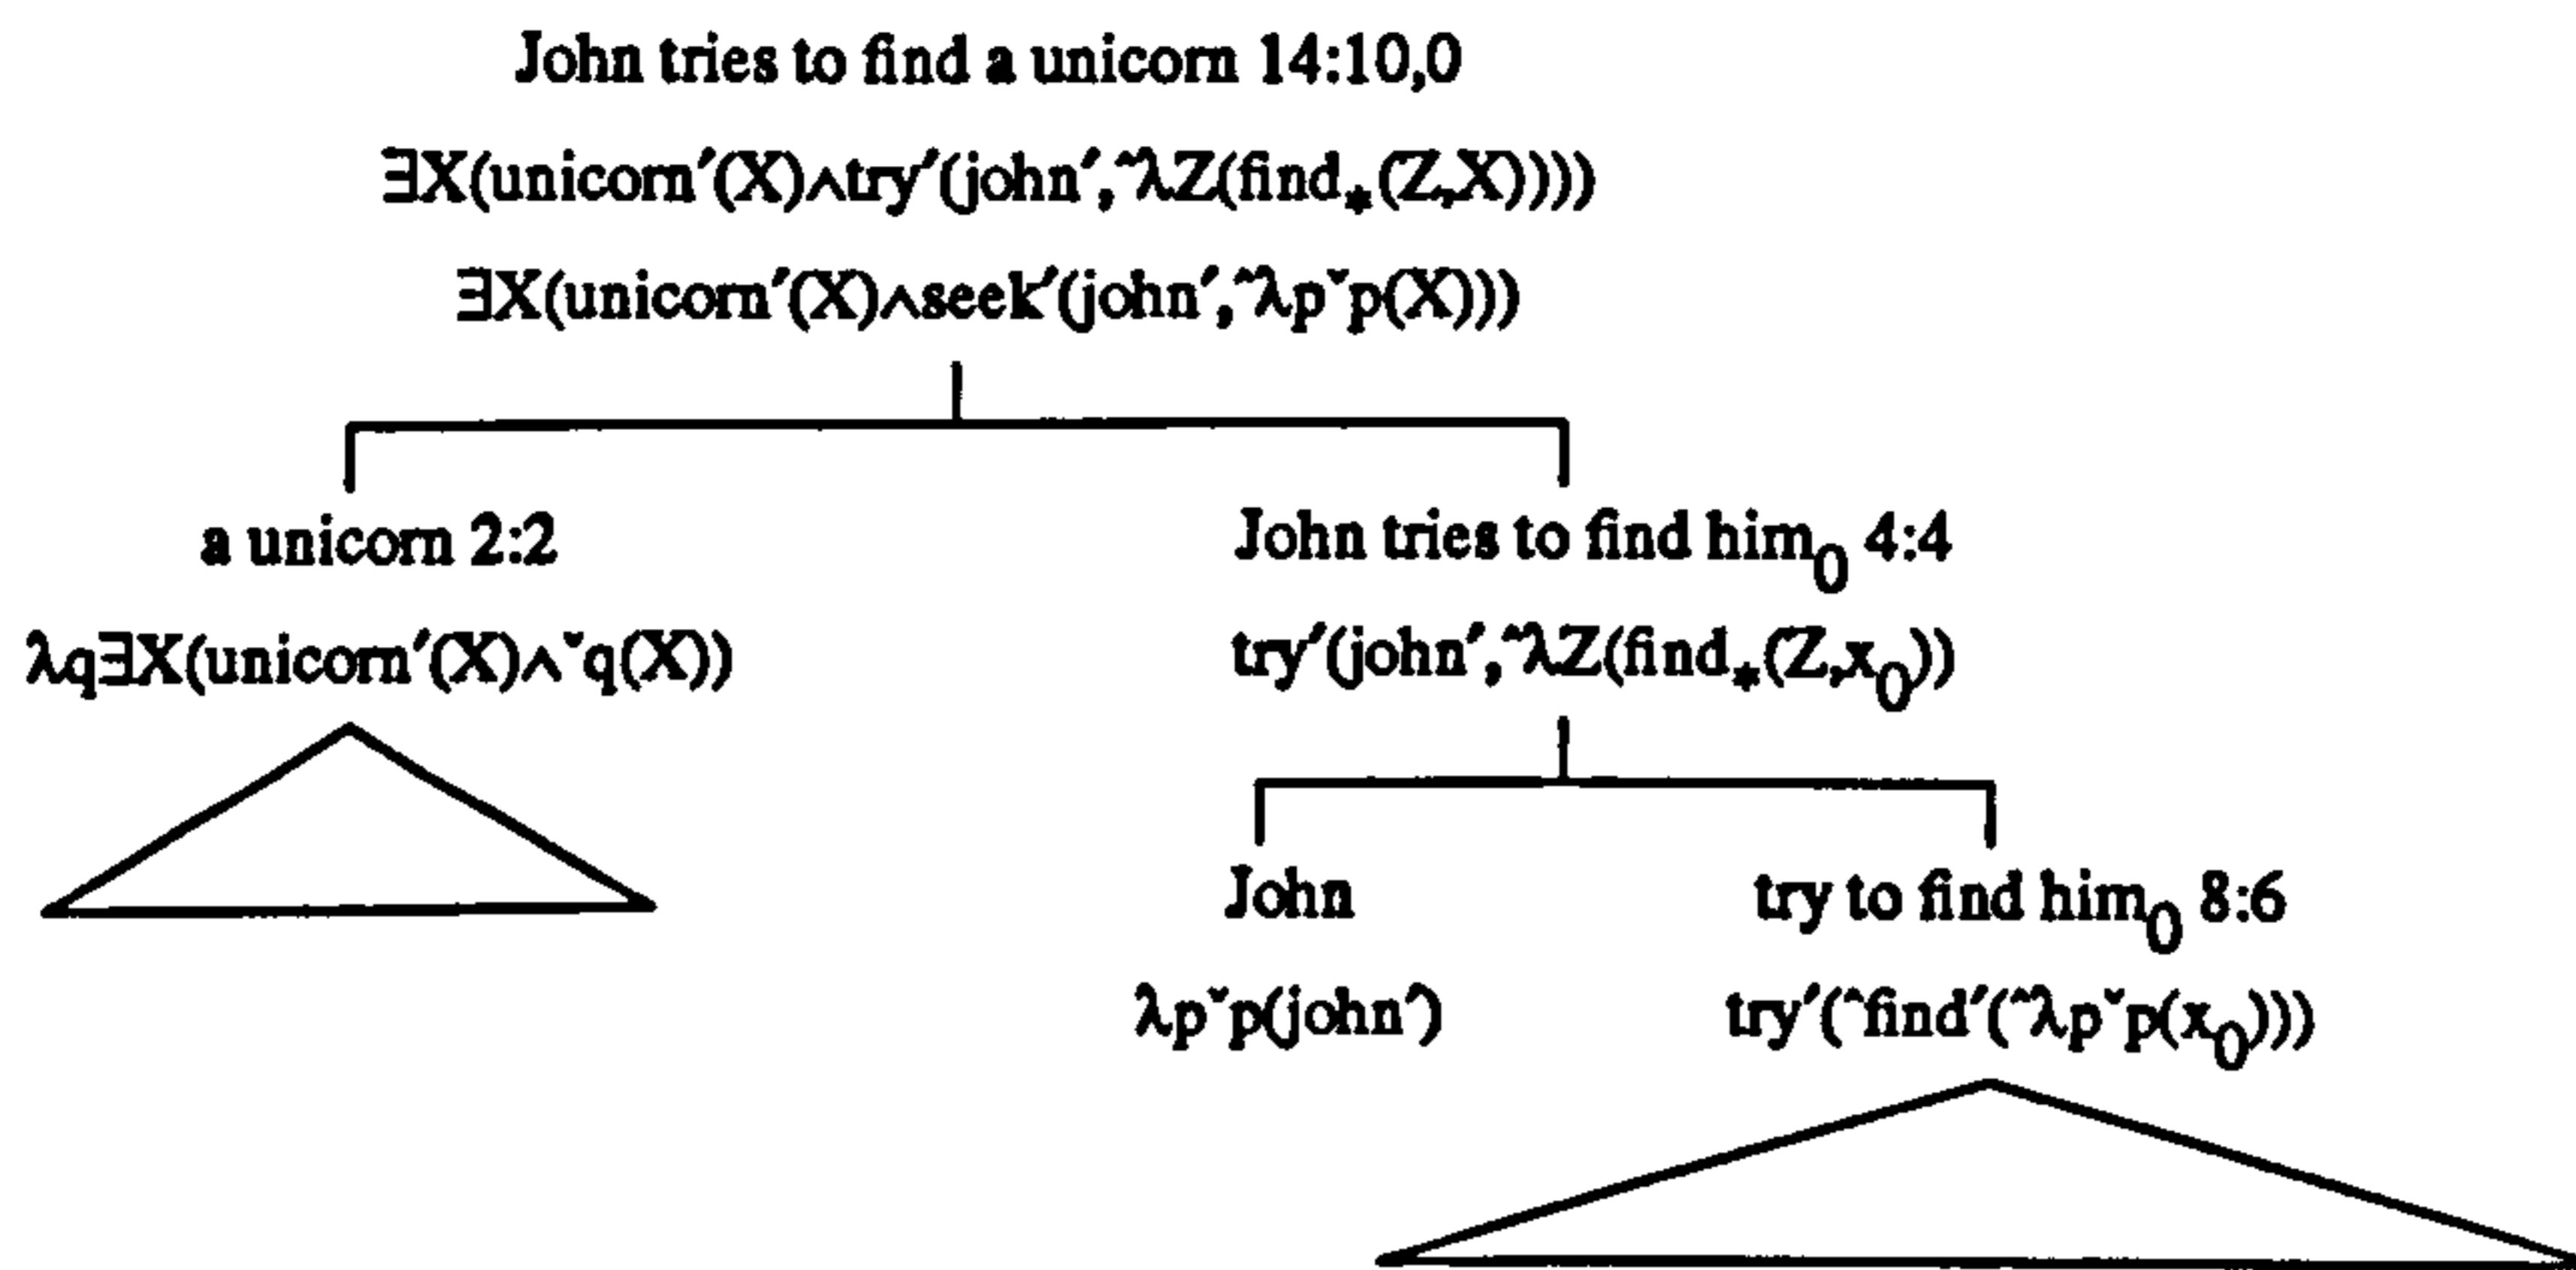 John tries to find a unicorn 14:10,0
∃X(unicorn′(X)∧try′(john′,ˆλZ(find*(Z,X))))
∃X(unicorn′(X)∧seek′(john′,ˆλpˇp(X)))
a unicorn 2:2
John tries to find him₀ 4:4
λq∃X(unicorn′(X)∧ˇq(X))
try′(john′,ˆλZ(find*(Z,x₀))
John
try to find him₀ 8:6
λpˇp(john′)
try′(ˆfind′(ˆλpˇp(x₀)))